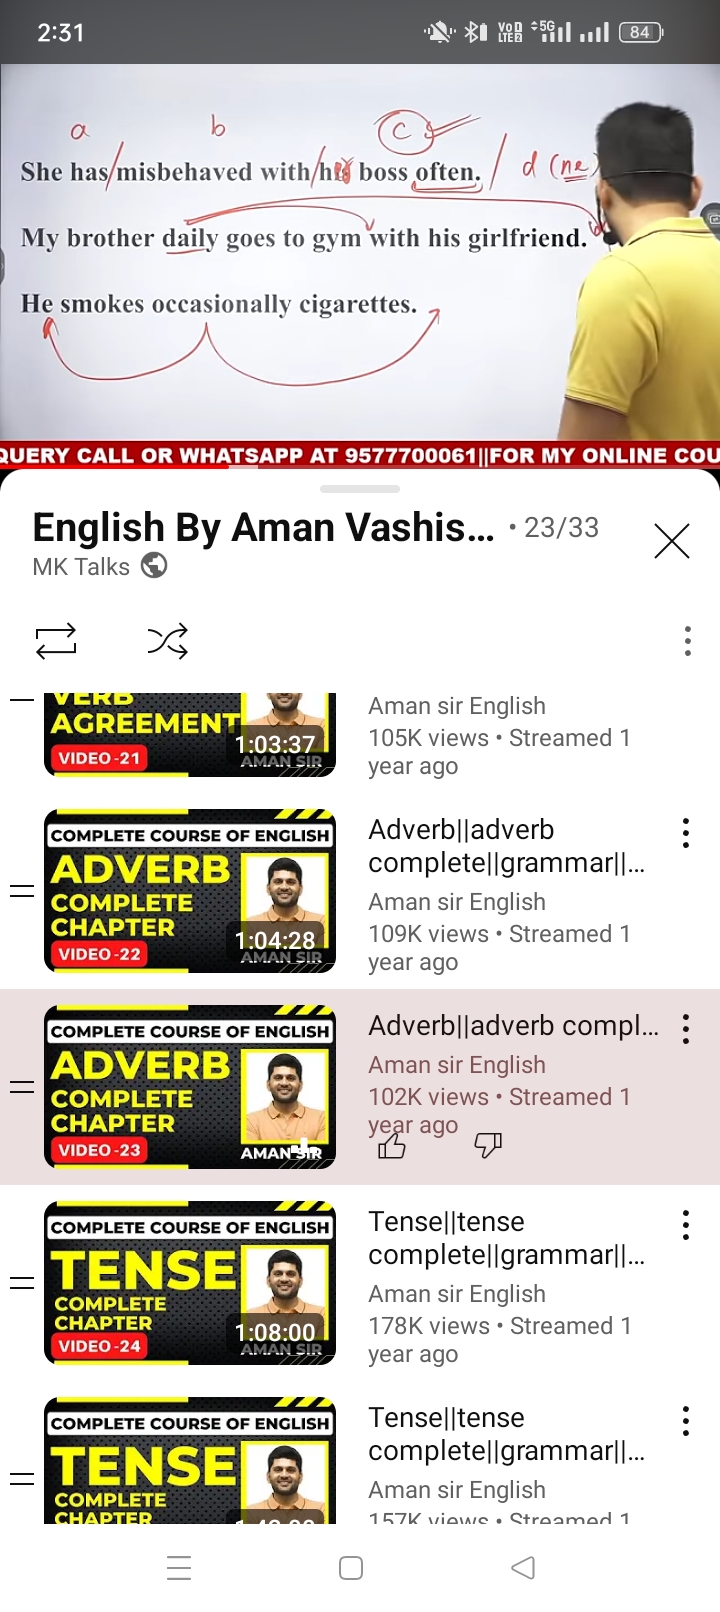 2:31
VoD LTE2 5G 84
a b c
She has/misbehaved with/his boss often. / d (ne)
My brother daily goes to gym with his girlfriend.
He smokes occasionally cigarettes.
QUERY CALL OR WHATSAPP AT 9577700061||FOR MY ONLINE COU
English By Aman Vashis... • 23/33
MK Talks
VERB
AGREEMENT
VIDEO-21
1:03:37
AMAN SIR
Aman sir English
105K views • Streamed 1
year ago
COMPLETE COURSE OF ENGLISH
ADVERB
COMPLETE
CHAPTER
VIDEO-22
1:04:28
AMAN SIR
Adverb||adverb
complete||grammar||...
Aman sir English
109K views • Streamed 1
year ago
COMPLETE COURSE OF ENGLISH
ADVERB
COMPLETE
CHAPTER
VIDEO-23
AMAN SIR
Adverb||adverb compl...
Aman sir English
102K views • Streamed 1
year ago
COMPLETE COURSE OF ENGLISH
TENSE
COMPLETE
CHAPTER
VIDEO-24
1:08:00
AMAN SIR
Tense||tense
complete||grammar||...
Aman sir English
178K views • Streamed 1
year ago
COMPLETE COURSE OF ENGLISH
TENSE
COMPLETE
CHAPTER
Tense||tense
complete||grammar||...
Aman sir English
157K views • Streamed 1